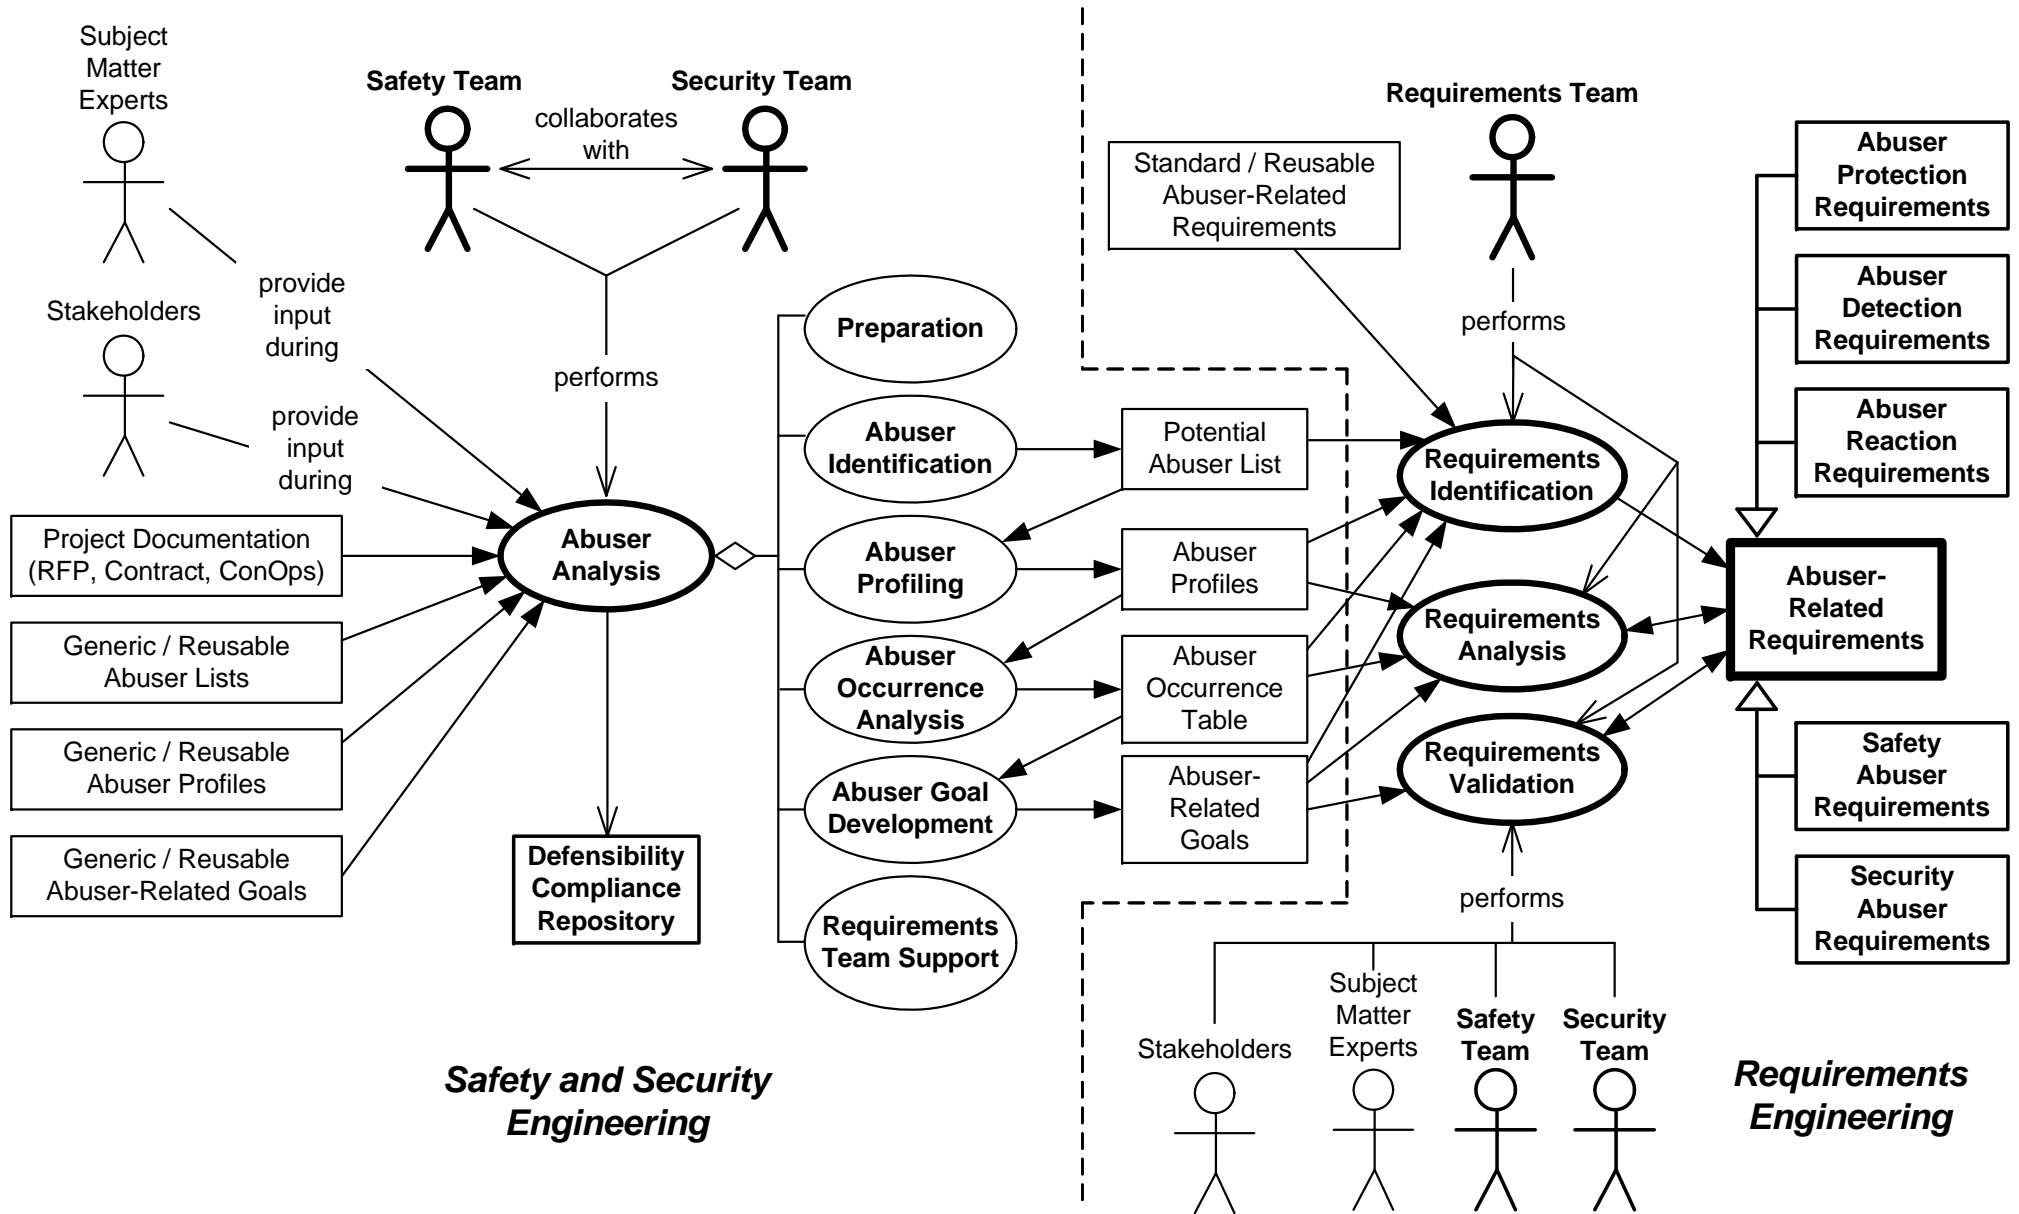 Subject
Matter
Experts
Safety Team
Security Team
collaborates
with
Stakeholders
provide
input
during
provide
input
during
performs
Project Documentation
(RFP, Contract, ConOps)
Generic / Reusable
Abuser Lists
Generic / Reusable
Abuser Profiles
Generic / Reusable
Abuser-Related Goals
Abuser
Analysis
Defensibility
Compliance
Repository
Preparation
Abuser
Identification
Abuser
Profiling
Abuser
Occurrence
Analysis
Abuser Goal
Development
Requirements
Team Support
Potential
Abuser List
Abuser
Profiles
Abuser
Occurrence
Table
Abuser-
Related
Goals
Safety and Security
Engineering
Requirements Team
Standard / Reusable
Abuser-Related
Requirements
performs
Requirements
Identification
Requirements
Analysis
Requirements
Validation
performs
Stakeholders
Subject
Matter
Experts
Safety
Team
Security
Team
Abuser
Protection
Requirements
Abuser
Detection
Requirements
Abuser
Reaction
Requirements
Abuser-
Related
Requirements
Safety
Abuser
Requirements
Security
Abuser
Requirements
Requirements
Engineering